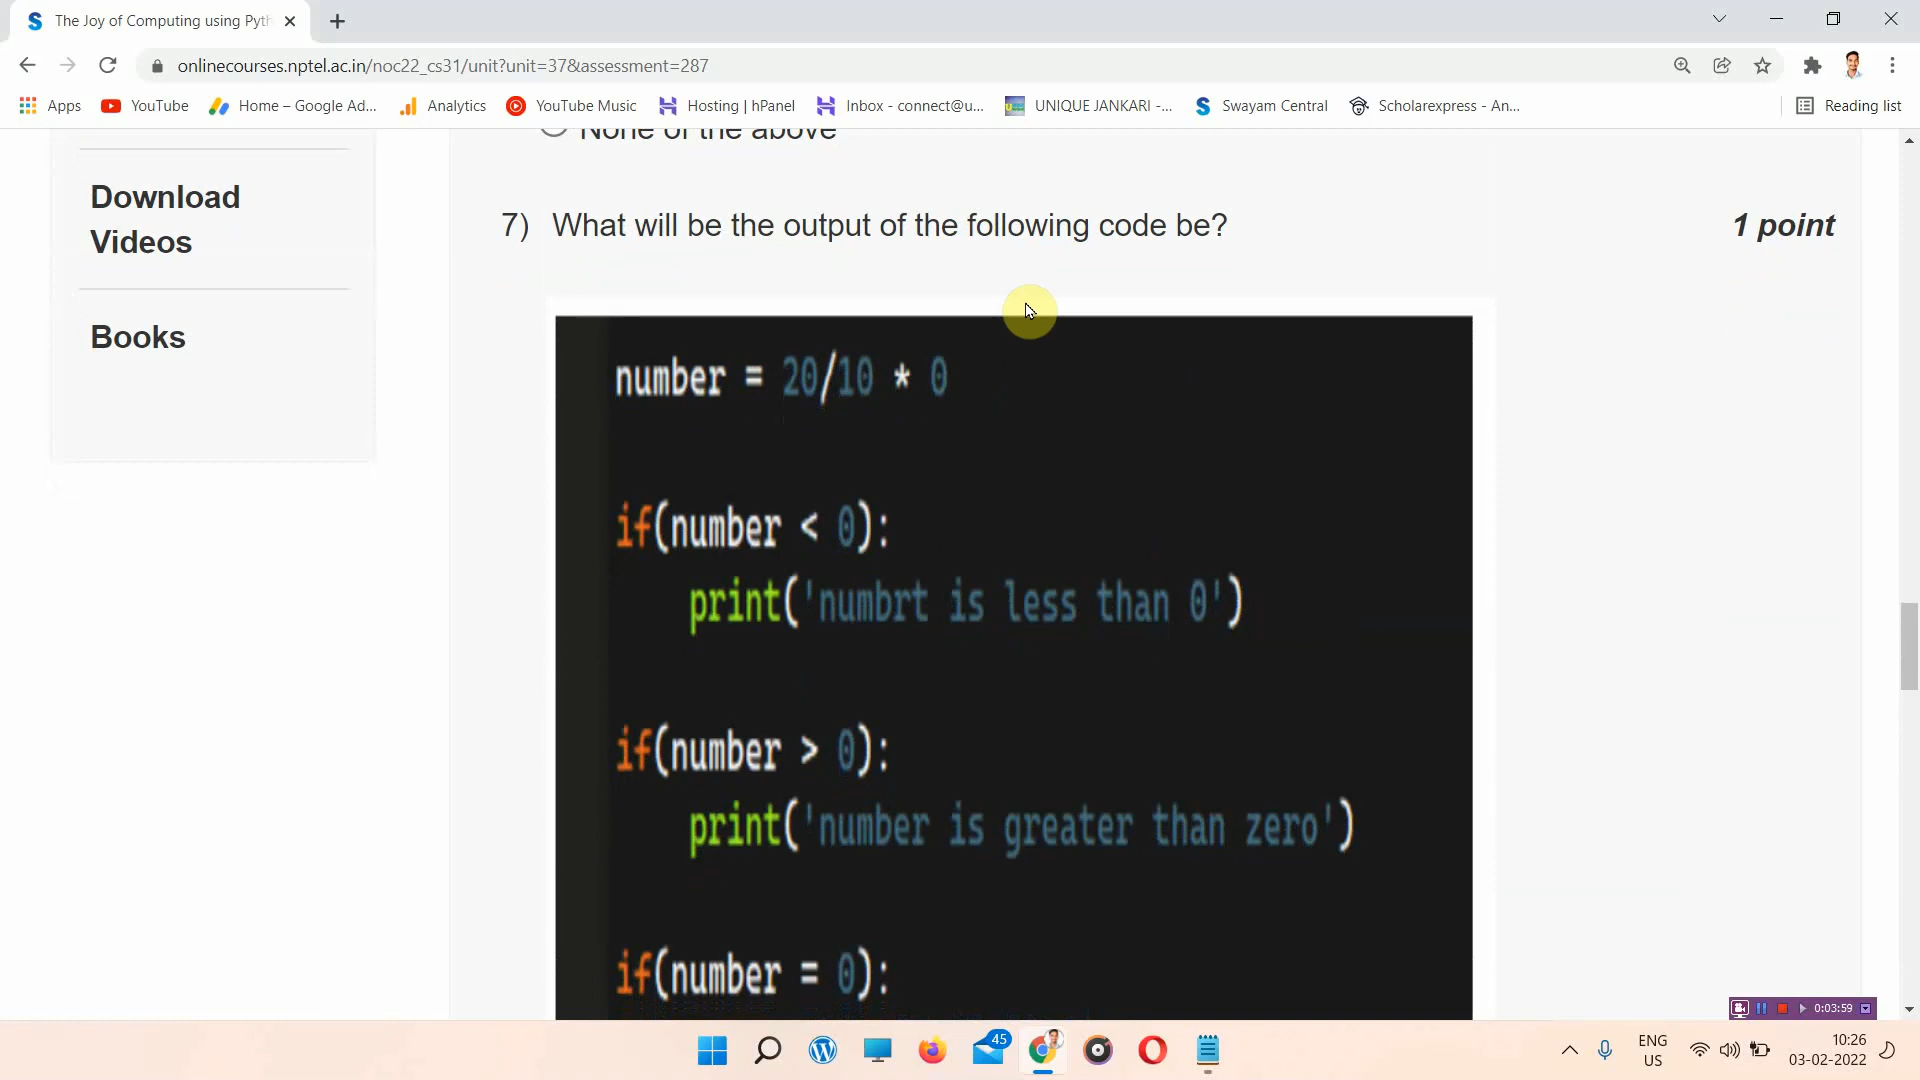 The Joy of Computing using Pyth
onlinecourses.nptel.ac.in/noc22_cs31/unit?unit=37&assessment=287
Apps YouTube Home – Google Ad... Analytics YouTube Music Hosting | hPanel Inbox - connect@u... UNIQUE JANKARI -... Swayam Central Scholarexpress - An... Reading list
None of the above
Download
Videos
Books
7) What will be the output of the following code be? 1 point
number = 20/10 * 0
if(number < 0):
print('numbrt is less than 0')
if(number > 0):
print('number is greater than zero')
if(number = 0):
0:03:59
45
ENG
US
10:26
03-02-2022